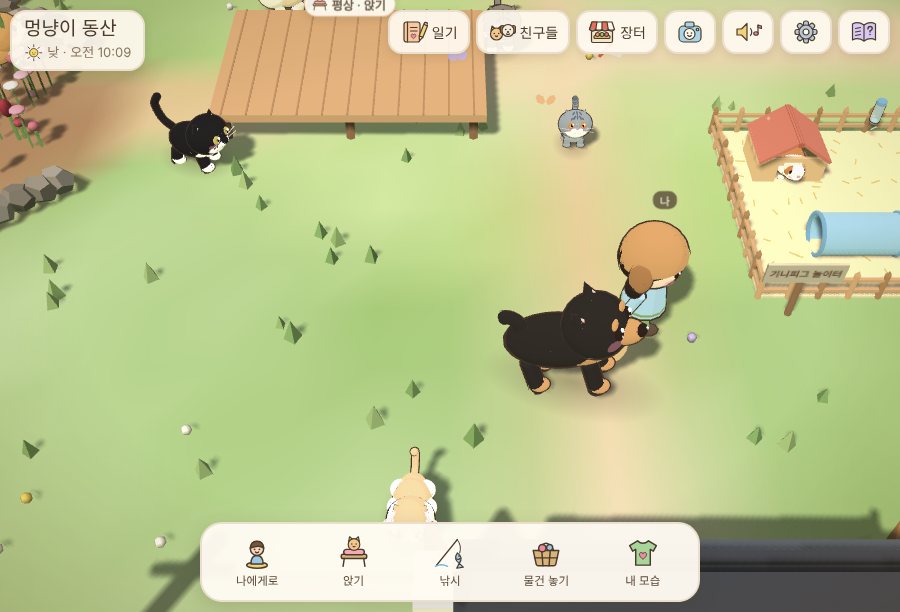 평상 · 앉기
멍냥이 동산
낮 · 오전 10:09
일기
친구들
장터
나
기니피그 놀이터
나에게로
앉기
낚시
물건 놓기
내 모습